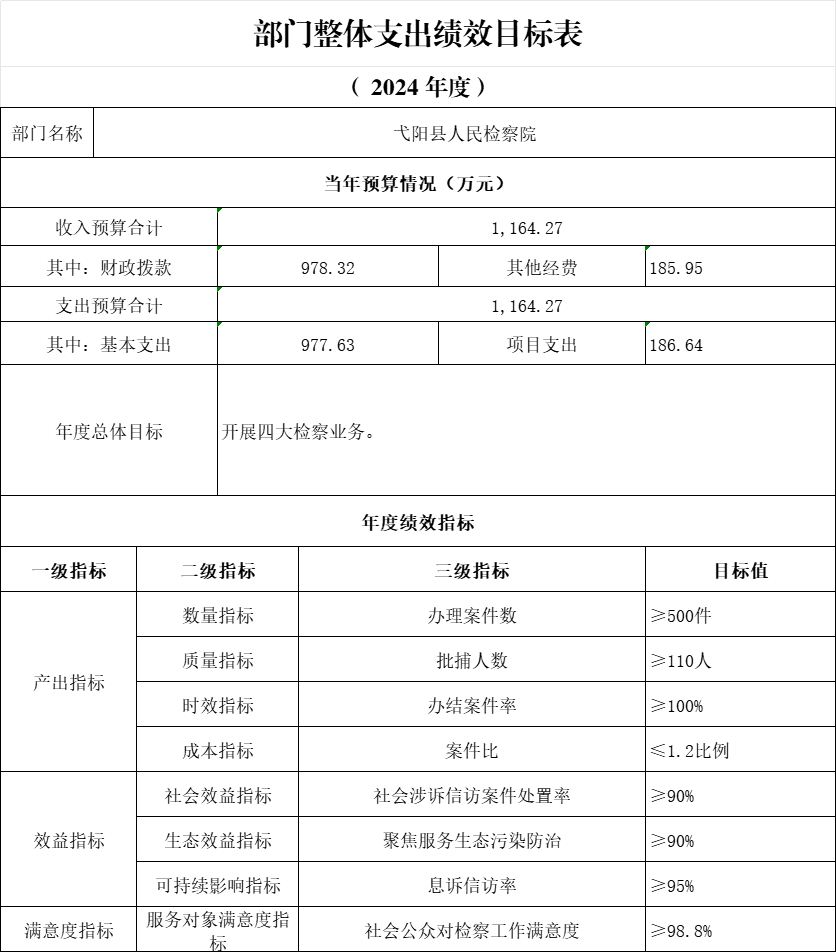 部门整体支出绩效目标表
（ 2024 年度）
部门名称 弋阳县人民检察院
当年预算情况（万元）
收入预算合计 1,164.27
其中：财政拨款 978.32 其他经费 185.95
支出预算合计 1,164.27
其中：基本支出 977.63 项目支出 186.64
年度总体目标 开展四大检察业务。
年度绩效指标
一级指标 二级指标 三级指标 目标值
产出指标 数量指标 办理案件数 ≥500件
质量指标 批捕人数 ≥110人
时效指标 办结案件率 ≥100%
成本指标 案件比 ≤1.2比例
效益指标 社会效益指标 社会涉诉信访案件处置率 ≥90%
生态效益指标 聚焦服务生态污染防治 ≥90%
可持续影响指标 息诉信访率 ≥95%
满意度指标 服务对象满意度指标 社会公众对检察工作满意度 ≥98.8%